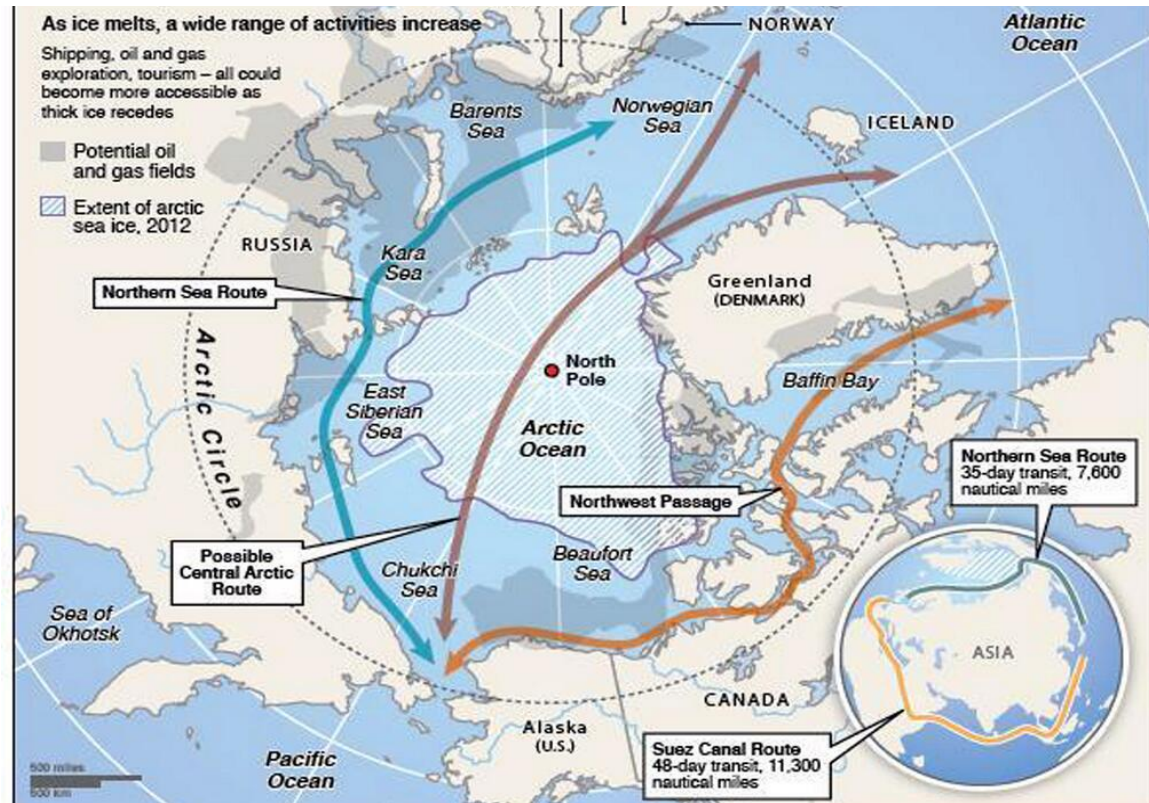 As ice melts, a wide range of activities increase
Shipping, oil and gas
exploration, tourism – all could
become more accessible as
thick ice recedes
Potential oil
and gas fields
Extent of arctic
sea ice, 2012
NORWAY
Atlantic
Ocean
Barents
Sea
Norwegian
Sea
ICELAND
RUSSIA
Kara
Sea
Northern Sea Route
Greenland
(DENMARK)
Arctic Circle
North
Pole
Baffin Bay
East
Siberian
Sea
Arctic
Ocean
Northern Sea Route
35-day transit, 7,600
nautical miles
Northwest Passage
Possible
Central Arctic
Route
Chukchi
Sea
Beaufort
Sea
Sea of
Okhotsk
ASIA
CANADA
Alaska
(U.S.)
Suez Canal Route
48-day transit, 11,300
nautical miles
Pacific
Ocean
500 miles
500 km